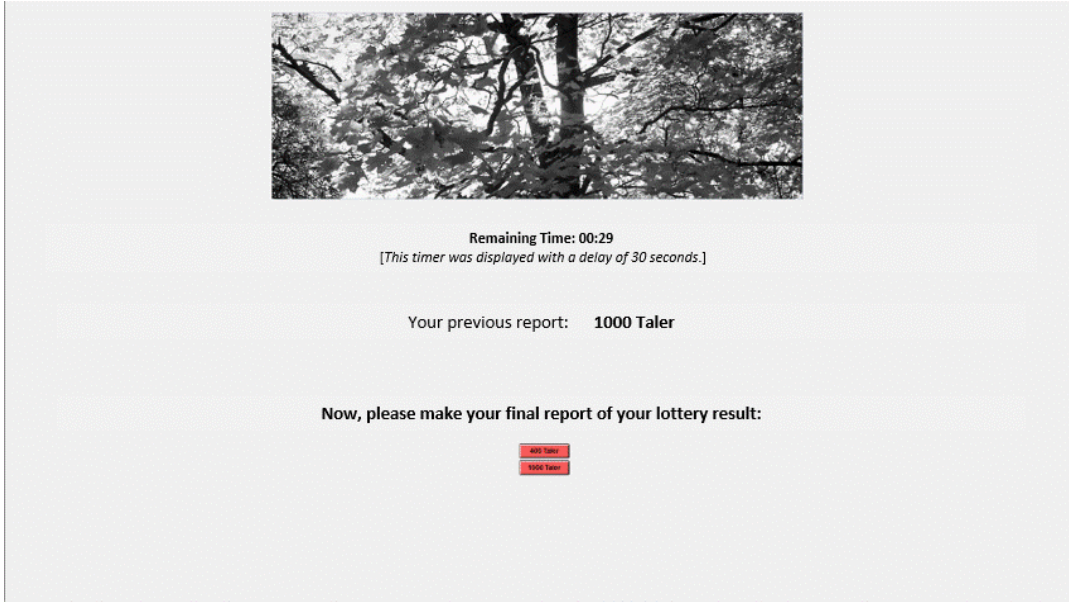 Remaining Time: 00:29
[This timer was displayed with a delay of 30 seconds.]
Your previous report: 1000 Taler
Now, please make your final report of your lottery result:
400 Taler
1000 Taler